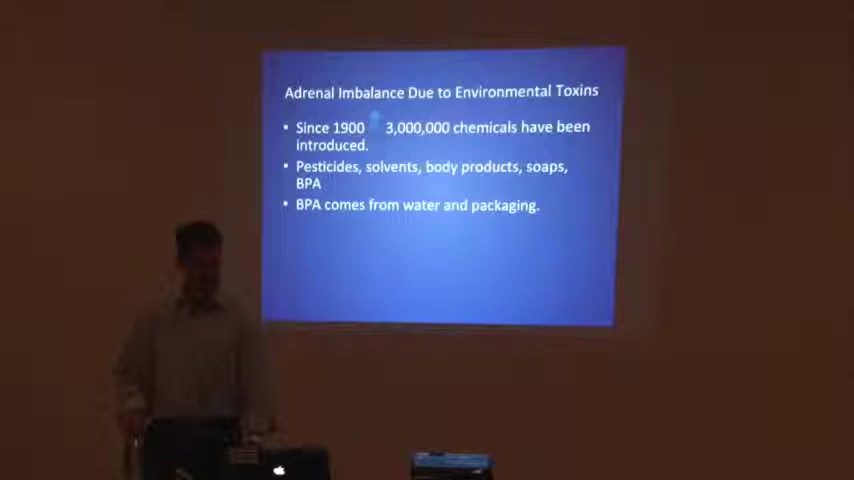 Adrenal Imbalance Due to Environmental Toxins
• Since 1900 3,000,000 chemicals have been
introduced.
• Pesticides, solvents, body products, soaps,
BPA
• BPA comes from water and packaging.